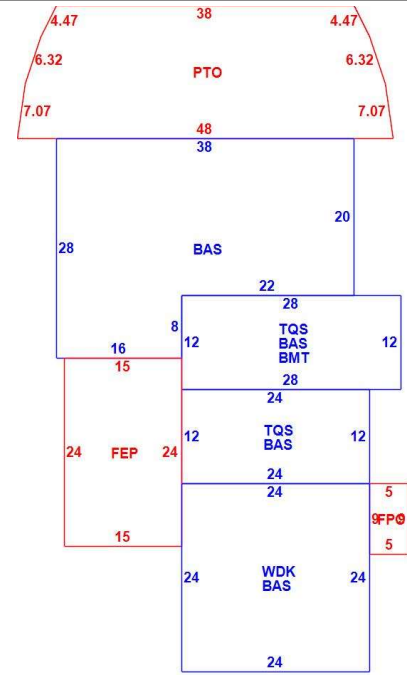 38
4.47 4.47
6.32 6.32
PTO
7.07 7.07
48
38
20
28 BAS
22
28
8
TQS
12 BAS 12
BMT
16
15
28
24
TQS
12 BAS 12
24 FEP 24
24
24
5
9 FPO 9
5
15
WDK
24 BAS 24
24